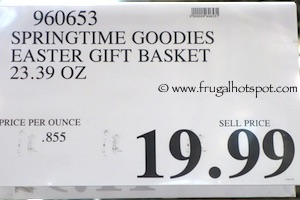 960653
SPRINGTIME GOODIES
EASTER GIFT BASKET
23.39 OZ
www.frugalhotspot.com
PRICE PER OUNCE
SELL PRICE
.855
19.99